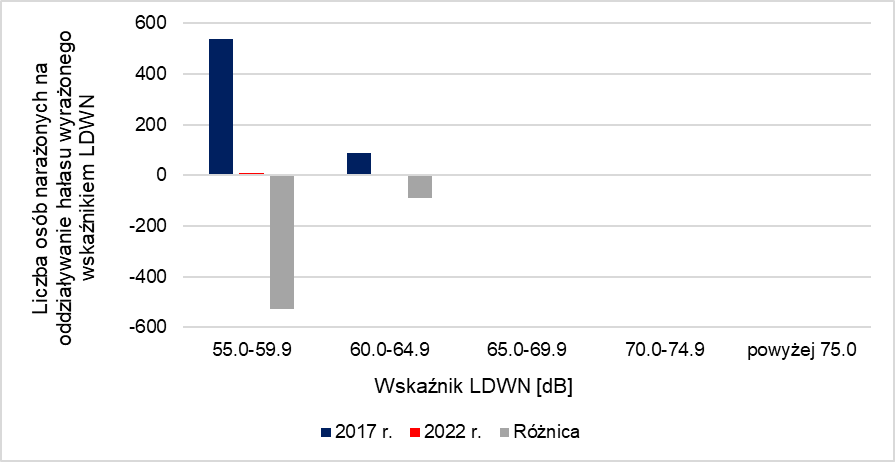 Liczba osób narażonych na
oddziaływanie hałasu wyrażonego
wskaźnikiem LDWN
600
400
200
0
-200
-400
-600
55.0-59.9 60.0-64.9 65.0-69.9 70.0-74.9 powyżej 75.0
Wskaźnik LDWN [dB]
2017 r. 2022 r. Różnica